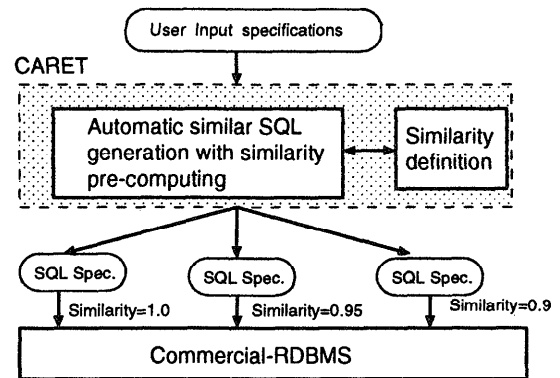 User Input specifications
CARET
Automatic similar SQL
generation with similarity
pre-computing
Similarity
definition
SQL Spec.
SQL Spec.
SQL Spec.
Similarity=1.0
Similarity=0.95
Similarity=0.9
Commercial-RDBMS